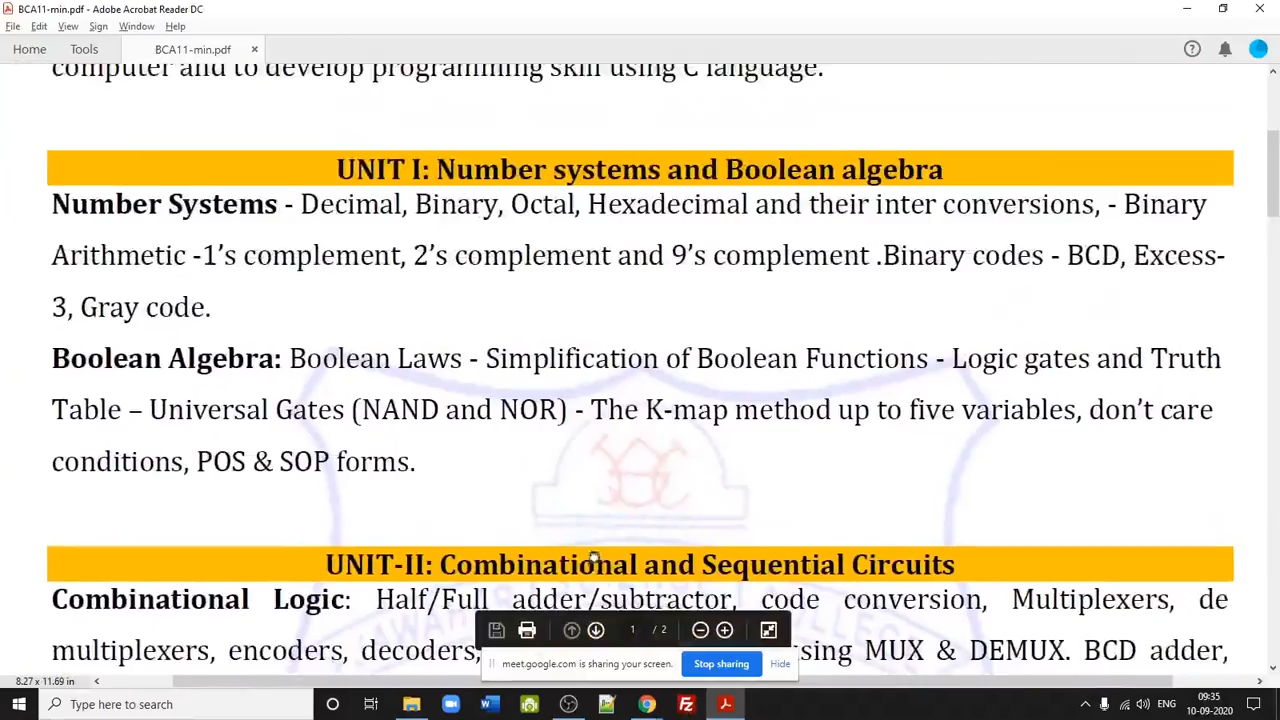 BCA11-min.pdf - Adobe Acrobat Reader DC
File Edit View Sign Window Help
Home Tools BCA11-min.pdf ×
computer and to develop programming skill using C language.
UNIT I: Number systems and Boolean algebra
Number Systems - Decimal, Binary, Octal, Hexadecimal and their inter conversions, - Binary
Arithmetic -1’s complement, 2’s complement and 9’s complement .Binary codes - BCD, Excess-
3, Gray code.
Boolean Algebra: Boolean Laws - Simplification of Boolean Functions - Logic gates and Truth
Table – Universal Gates (NAND and NOR) - The K-map method up to five variables, don’t care
conditions, POS & SOP forms.
UNIT-II: Combinational and Sequential Circuits
Combinational Logic: Half/Full adder/subtractor, code conversion, Multiplexers, de
multiplexers, encoders, decoders, using MUX & DEMUX. BCD adder,
1 / 2
meet.google.com is sharing your screen. Stop sharing Hide
8.27 x 11.69 in
Type here to search
ENG
09:35
10-09-2020